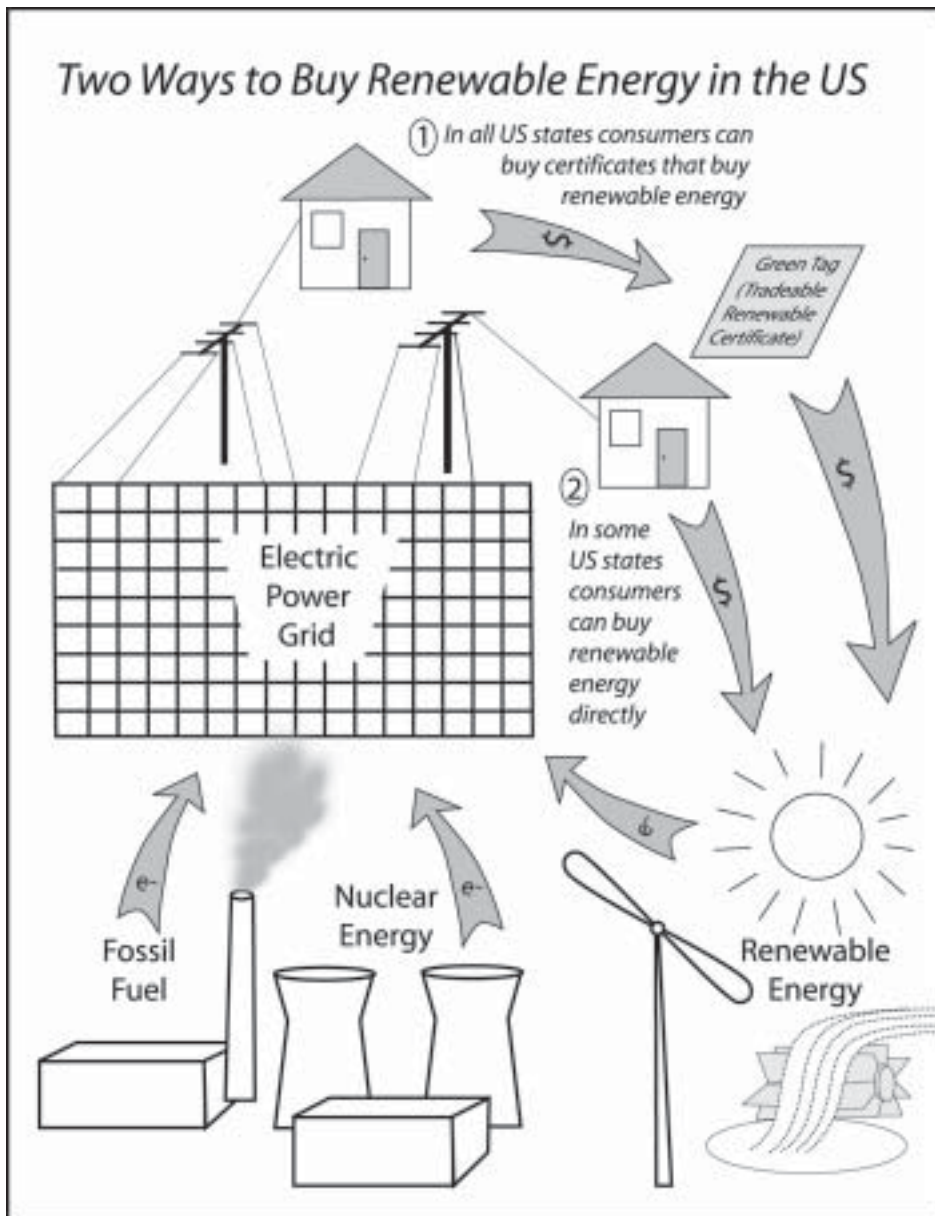 Two Ways to Buy Renewable Energy in the US
1 In all US states consumers can
buy certificates that buy
renewable energy
$
Green Tag
(Tradeable
Renewable
Certificate)
$
2
In some
US states
consumers
can buy
renewable
energy
directly
$
Electric
Power
Grid
e-
e-
e-
Fossil
Fuel
Nuclear
Energy
Renewable
Energy